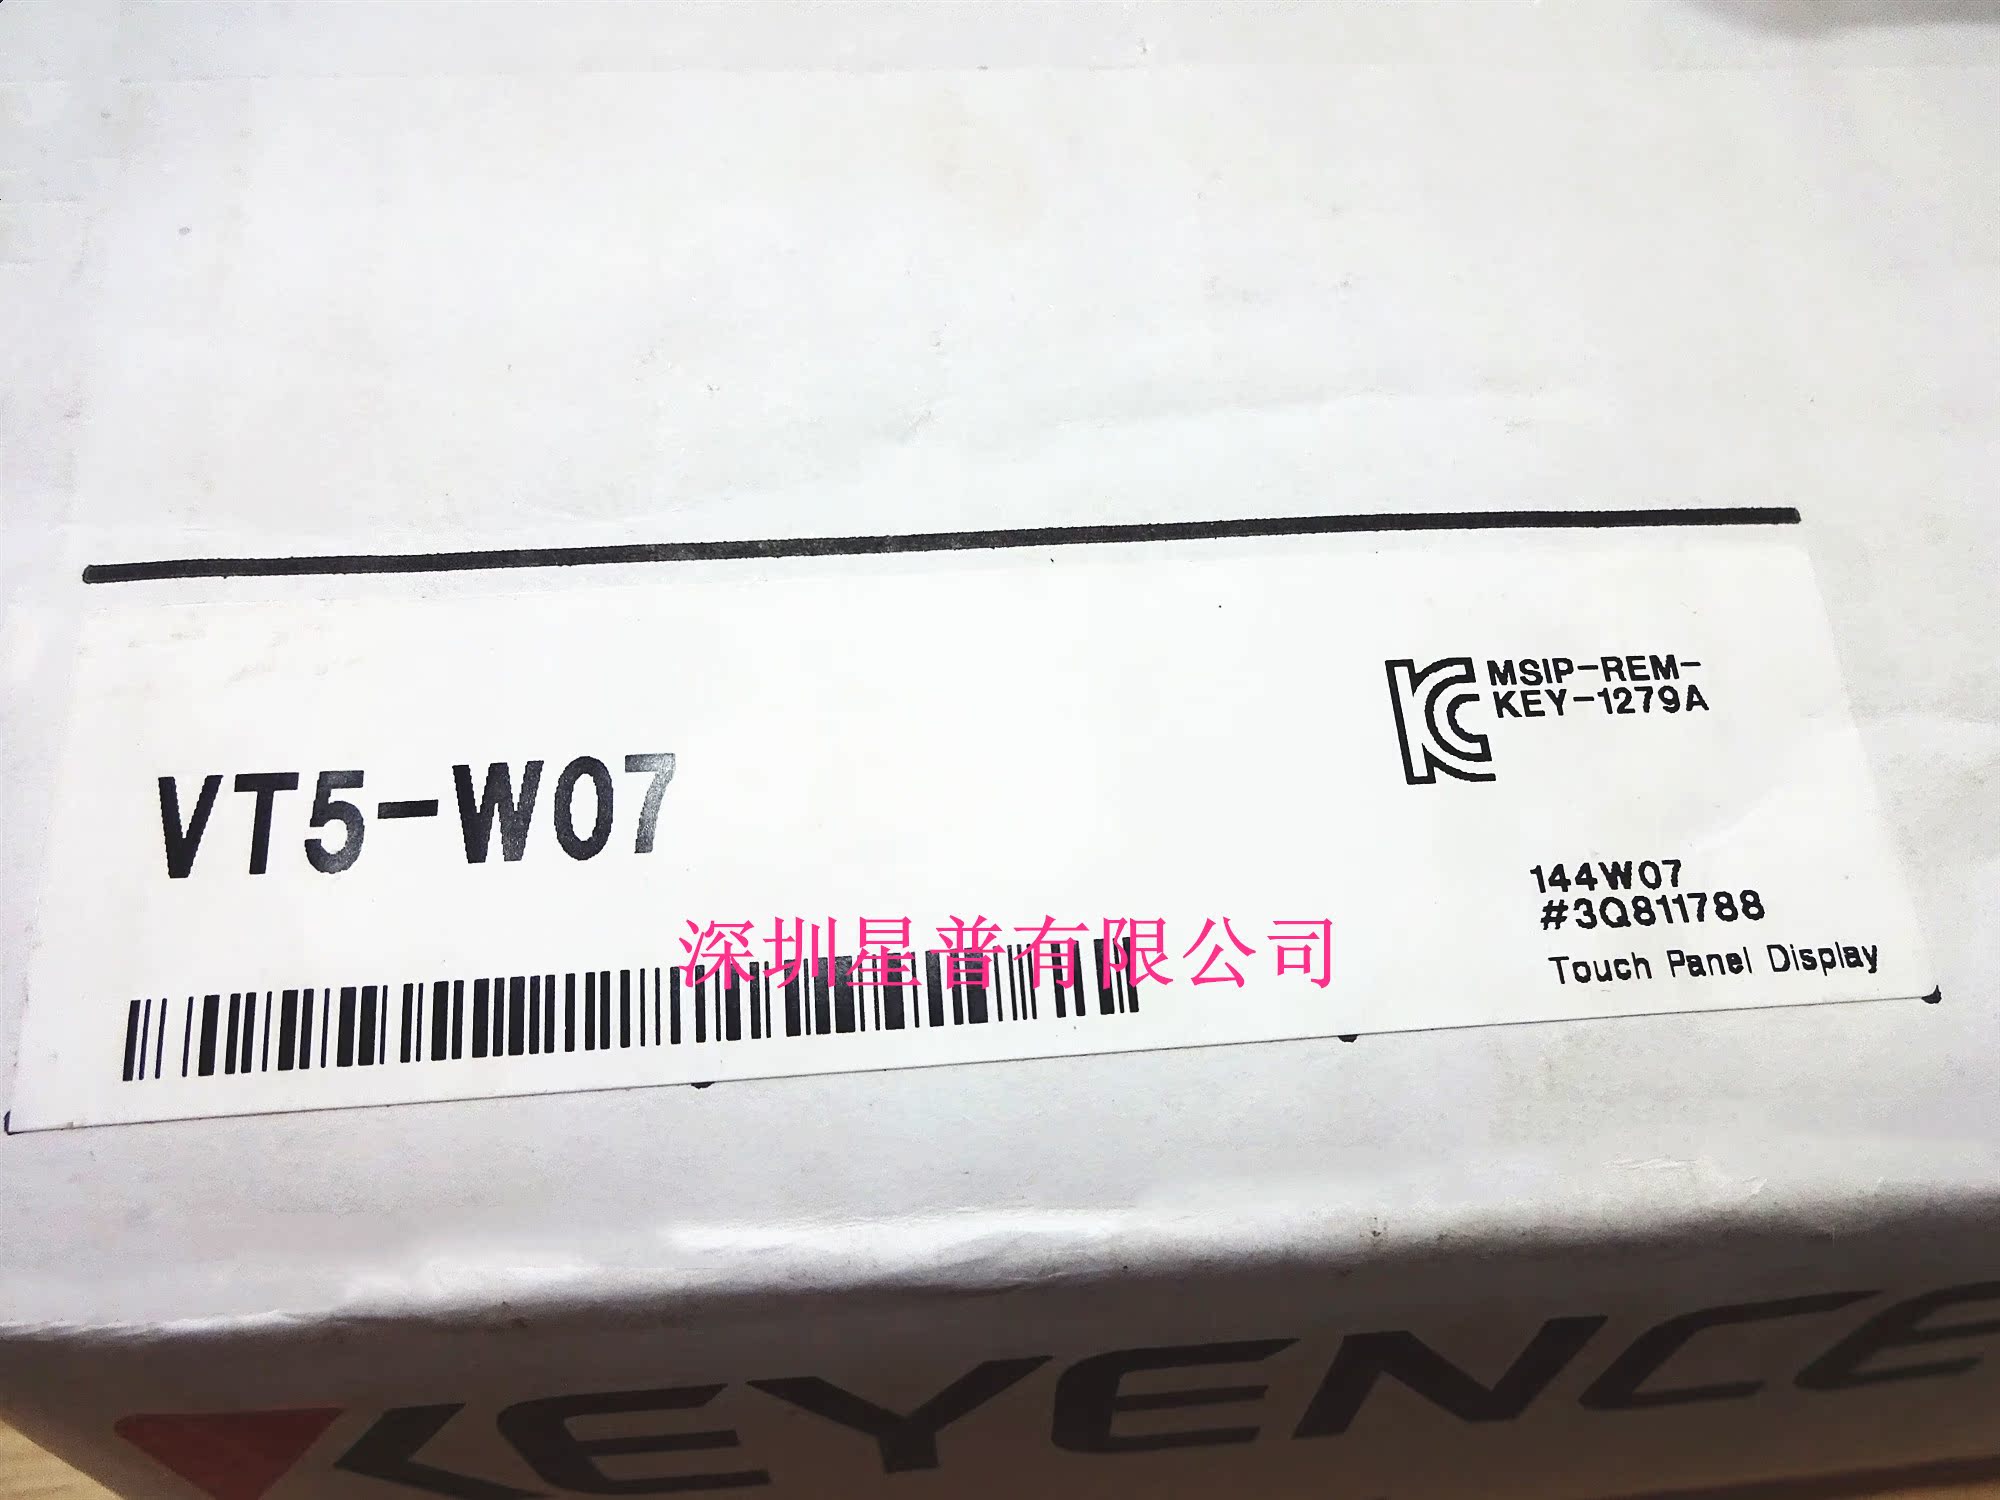 MSIP-REM-
KEY-1279A
VT5-W07
144W07
#3Q811788
Touch Panel Display
深圳星普有限公司
KEYENCE